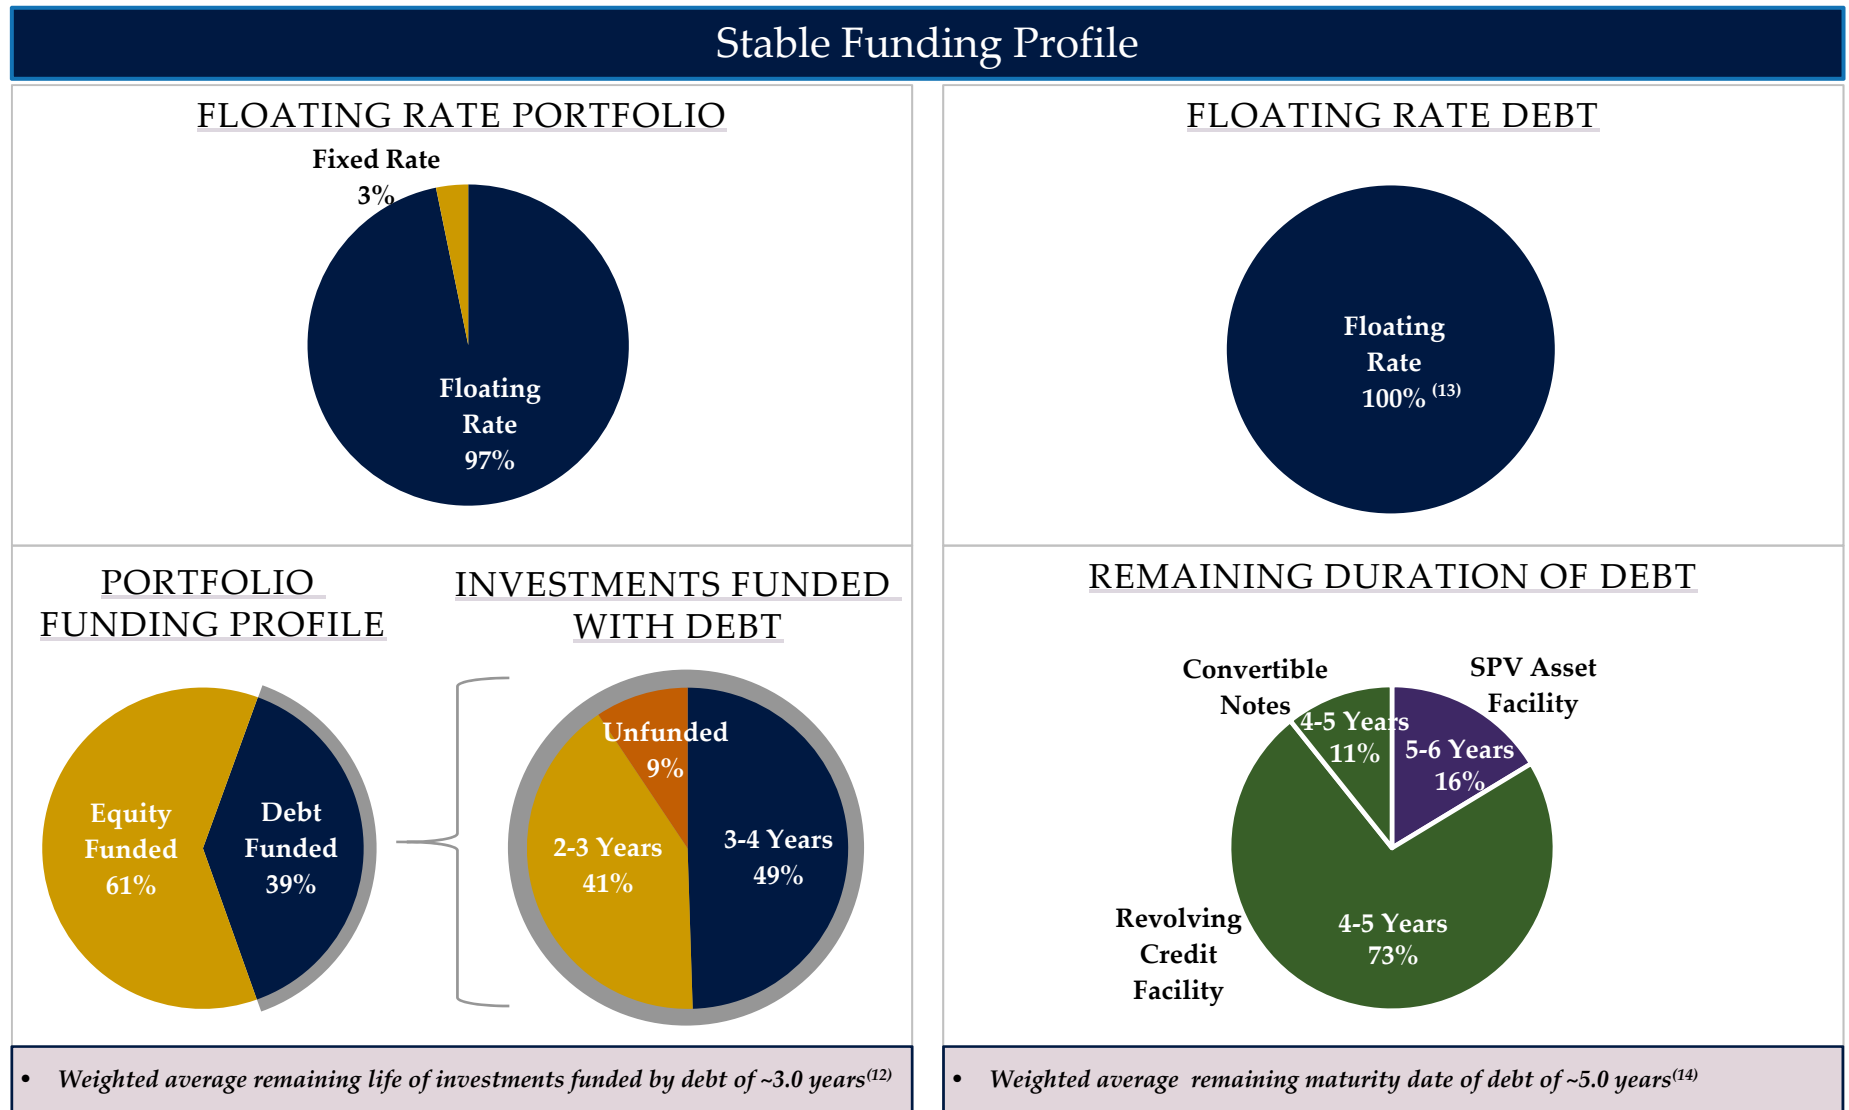 Stable Funding Profile
FLOATING RATE PORTFOLIO
Fixed Rate
3%
Floating
Rate
97%
FLOATING RATE DEBT
Floating
Rate
100% (13)
PORTFOLIO
FUNDING PROFILE
Equity
Funded
61%
Debt
Funded
39%
INVESTMENTS FUNDED
WITH DEBT
Unfunded
9%
2-3 Years
41%
3-4 Years
49%
REMAINING DURATION OF DEBT
Convertible
Notes
4-5 Years
11%
SPV Asset
Facility
5-6 Years
16%
Revolving
Credit
Facility
4-5 Years
73%
• Weighted average remaining life of investments funded by debt of ~3.0 years(12)
• Weighted average remaining maturity date of debt of ~5.0 years(14)